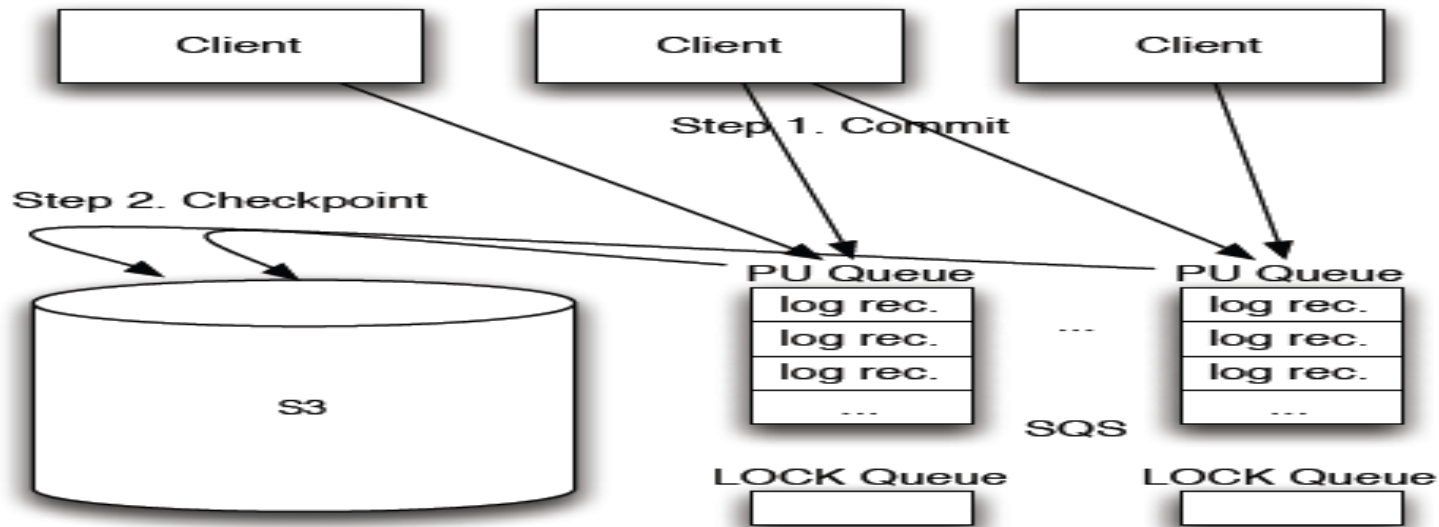 Client Client Client
Step 1. Commit
Step 2. Checkpoint
PU Queue PU Queue
log rec. log rec.
log rec. ... log rec.
log rec. log rec.
... ...
S3
SQS
LOCK Queue LOCK Queue